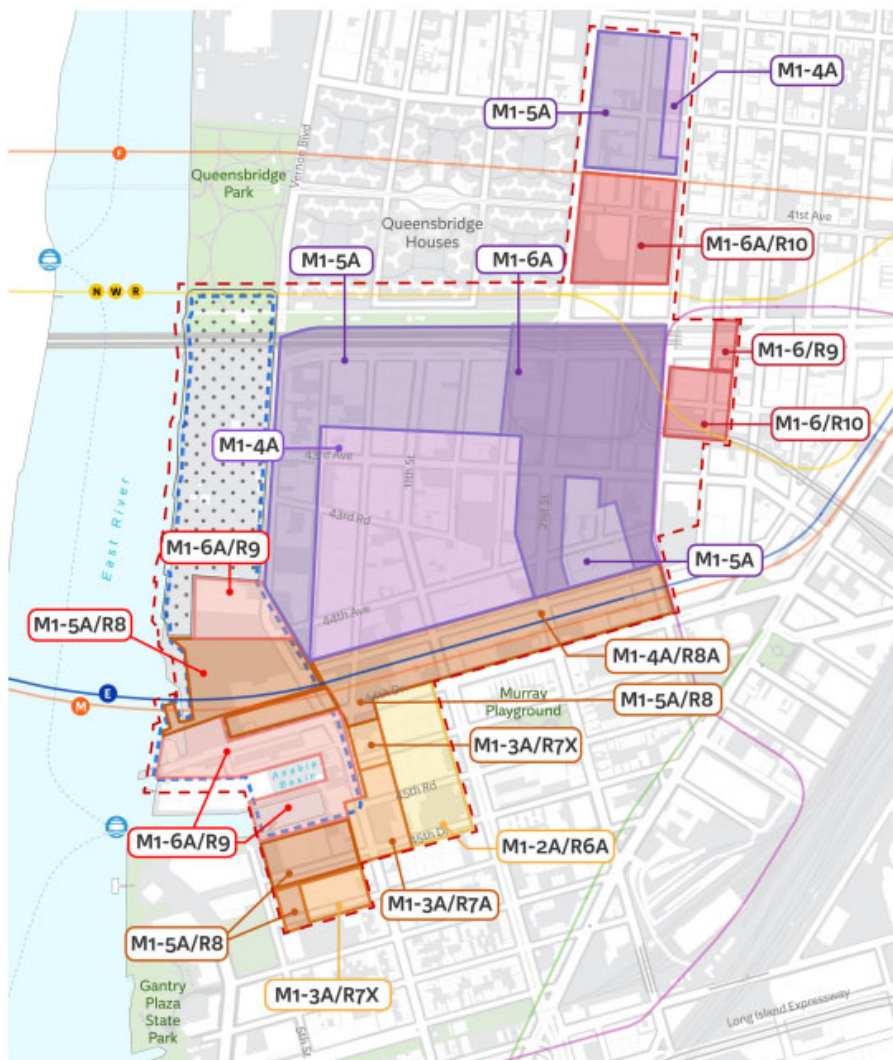 M1-4A
M1-5A
F
Vernon Blvd
Queensbridge
Park
Queensbridge
Houses
41st Ave
M1-6A/R10
M1-5A
M1-6A
N W R
M1-6/R9
M1-6/R10
M1-4A
43rd Ave
11th St
43rd Rd
21st St
East River
M1-6A/R9
M1-5A
44th Ave
M1-5A/R8
M1-4A/R8A
E
M
44th Dr
Murray
Playground
M1-5A/R8
M1-3A/R7X
Anable
Basin
45th Rd
M1-6A/R9
46th Dr
M1-2A/R6A
M1-3A/R7A
M1-5A/R8
M1-3A/R7X
Gantry
Plaza
State
Park
5th St
Long Island Expressway